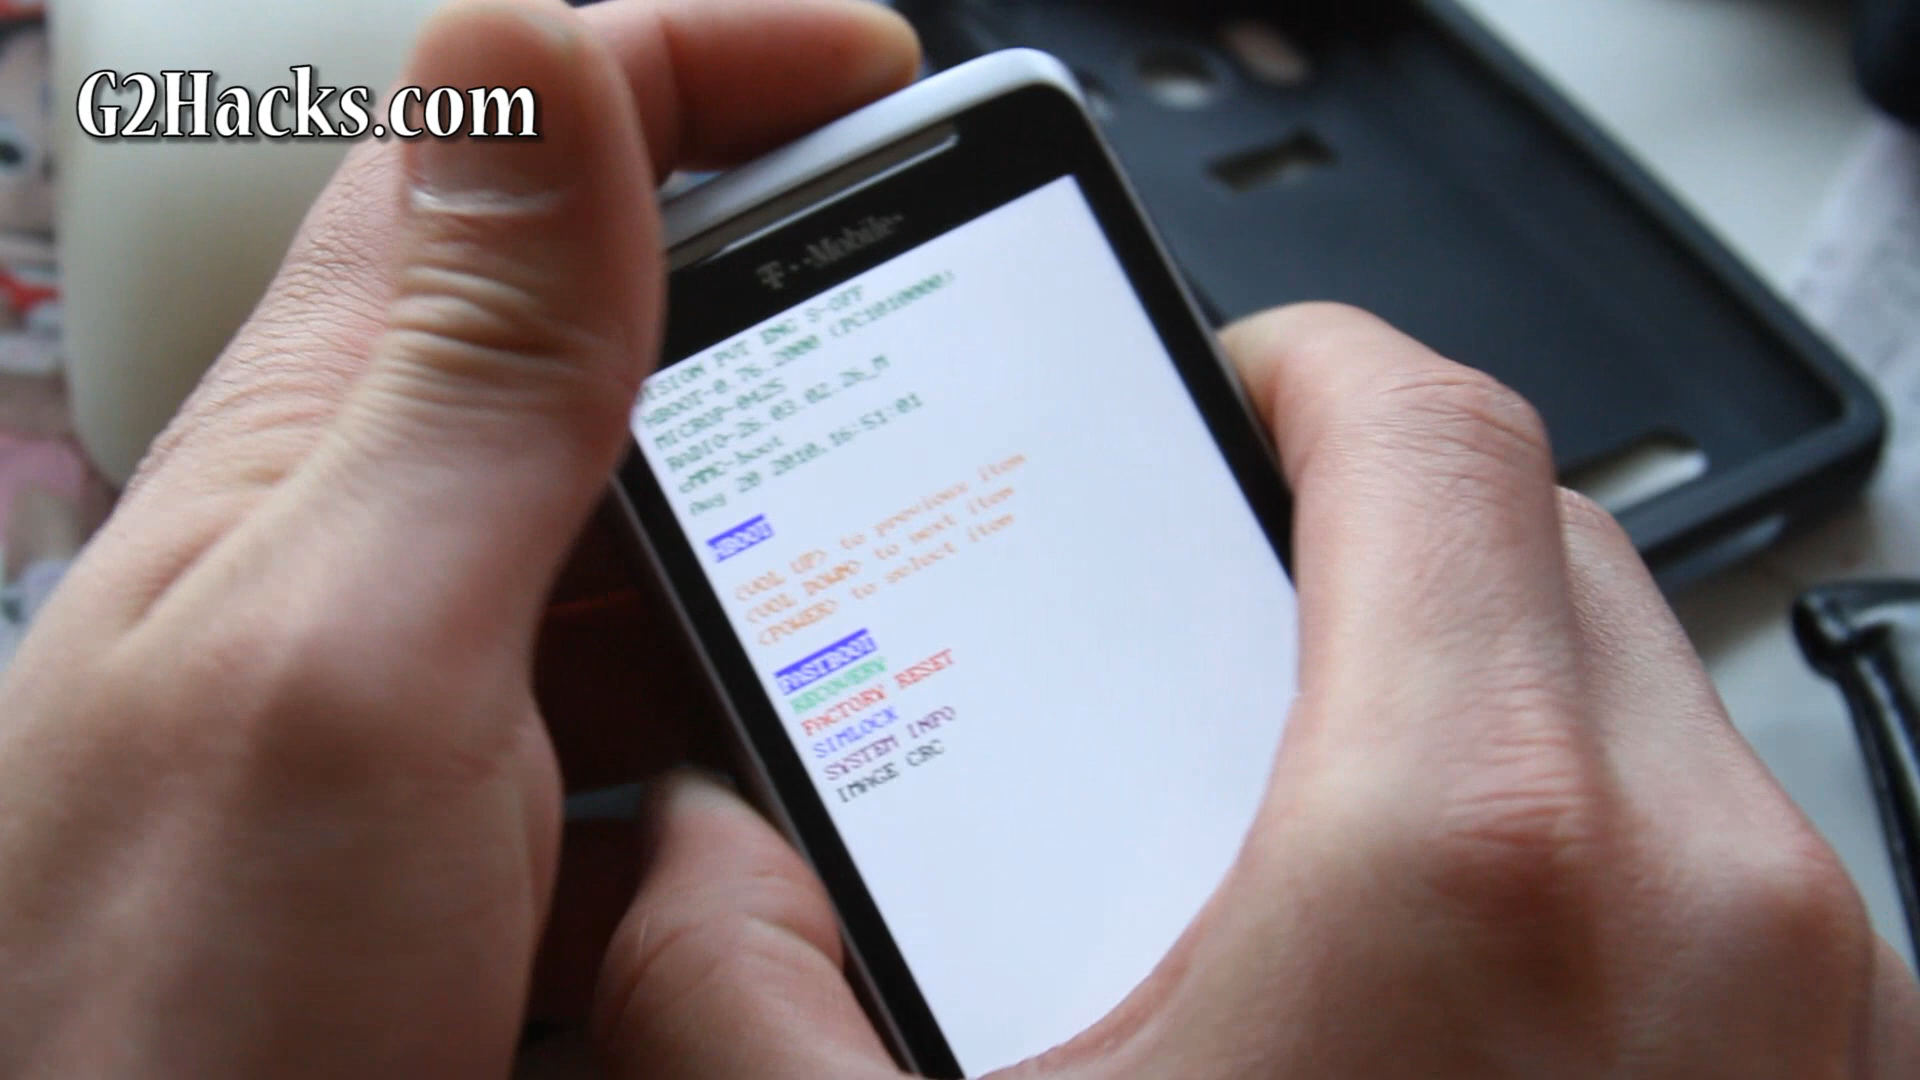 G2Hacks.com
T··Mobile·
VISION PVT ENG S-OFF
HBOOT-0.76.2000 (PC1010000)
MICROP-0425
RADIO-26.03.02.26_M
eMMC-boot
Aug 20 2010,16:51:01
HBOOT
<VOL UP> to previous item
<VOL DOWN> to next item
<POWER> to select item
FASTBOOT
RECOVERY
FACTORY RESET
SIMLOCK
SYSTEM INFO
IMAGE CRC